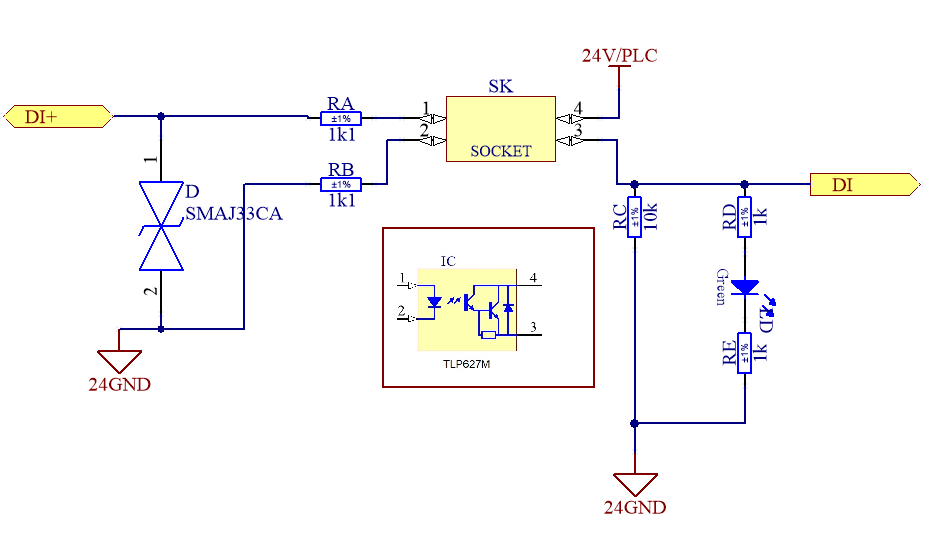 24V/PLC
SK
DI+
RA
±1%
1k1
1
2
4
3
SOCKET
1
D
SMAJ33CA
2
RB
±1%
1k1
DI
RC
±1%
10k
RD
±1%
1k
IC
1
2
4
3
TLP627M
Green
LD
RE
±1%
1k
24GND
24GND